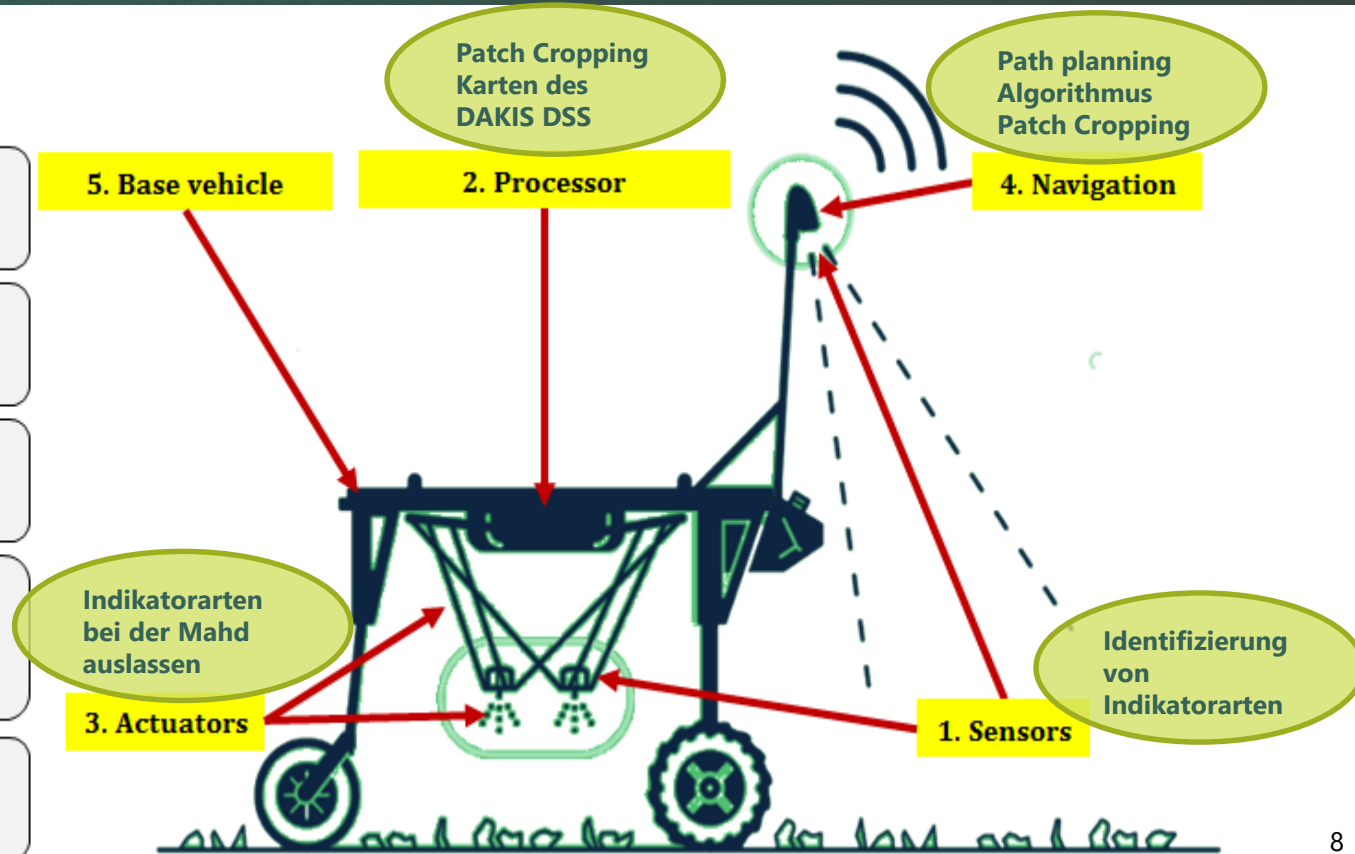 Patch Cropping
Karten des
DAKIS DSS
Path planning
Algorithmus
Patch Cropping
5. Base vehicle
2. Processor
4. Navigation
Indikatorarten
bei der Mahd
auslassen
3. Actuators
Identifizierung
von
Indikatorarten
1. Sensors
8